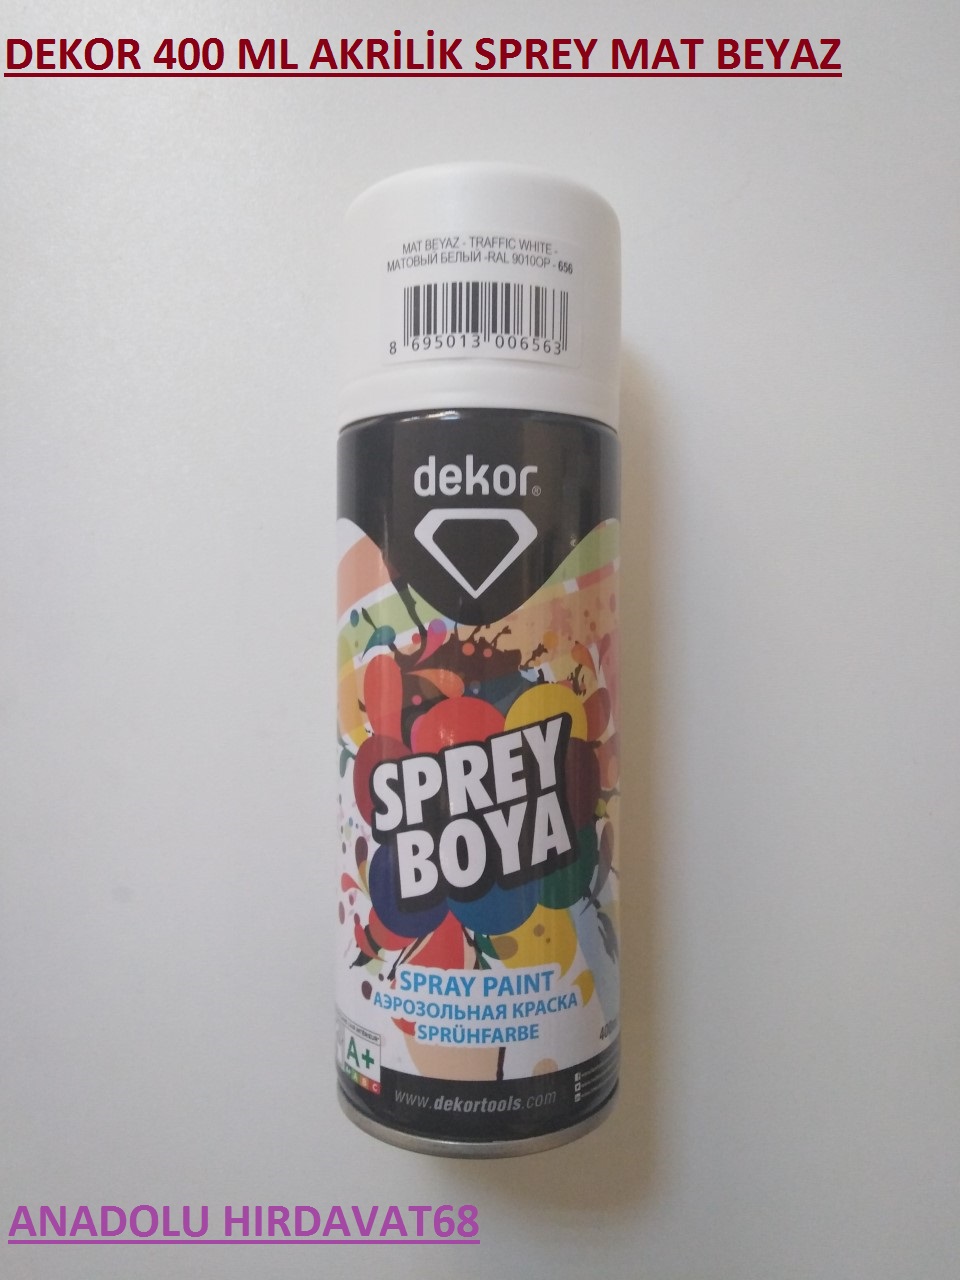 DEKOR 400 ML AKRİLİK SPREY MAT BEYAZ
MAT BEYAZ - TRAFFIC WHITE -
МАТОВЫЙ БЕЛЫЙ -RAL 9010OP - 656
8 695013 006563
dekor®
SPREY
BOYA
SPRAY PAINT
АЭРОЗОЛЬНАЯ КРАСКА
SPRÜHFARBE
A+
A B C
www.dekortools.com
ANADOLU HIRDAVAT68